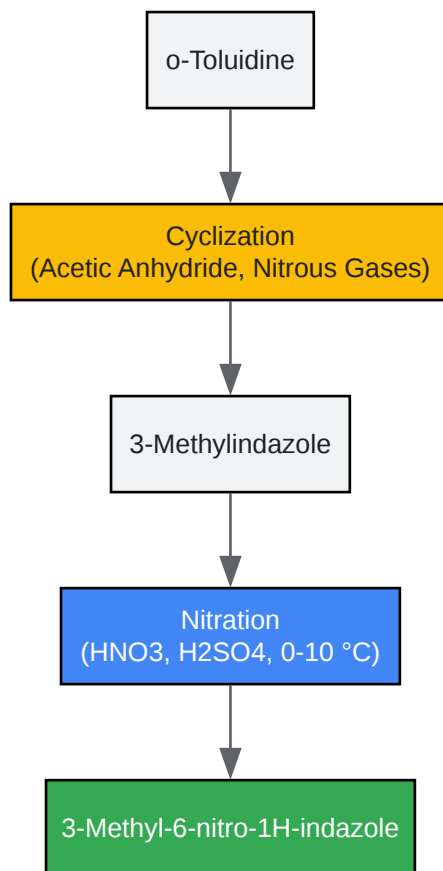 o-Toluidine
Cyclization
(Acetic Anhydride, Nitrous Gases)
3-Methylindazole
Nitration
(HNO3, H2SO4, 0-10 °C)
3-Methyl-6-nitro-1H-indazole